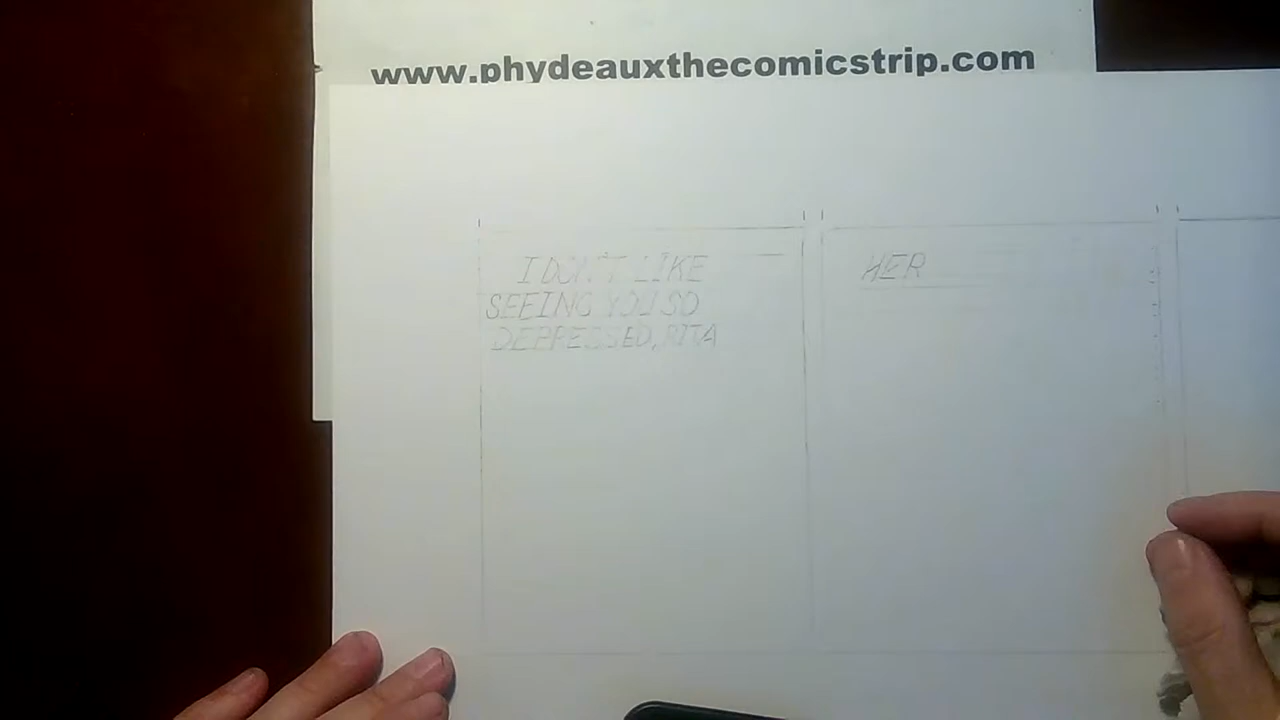 www.phydeauxthecomicstrip.com
I DON'T LIKE
SEEING YOU SO
DEPRESSED, RITA
HER